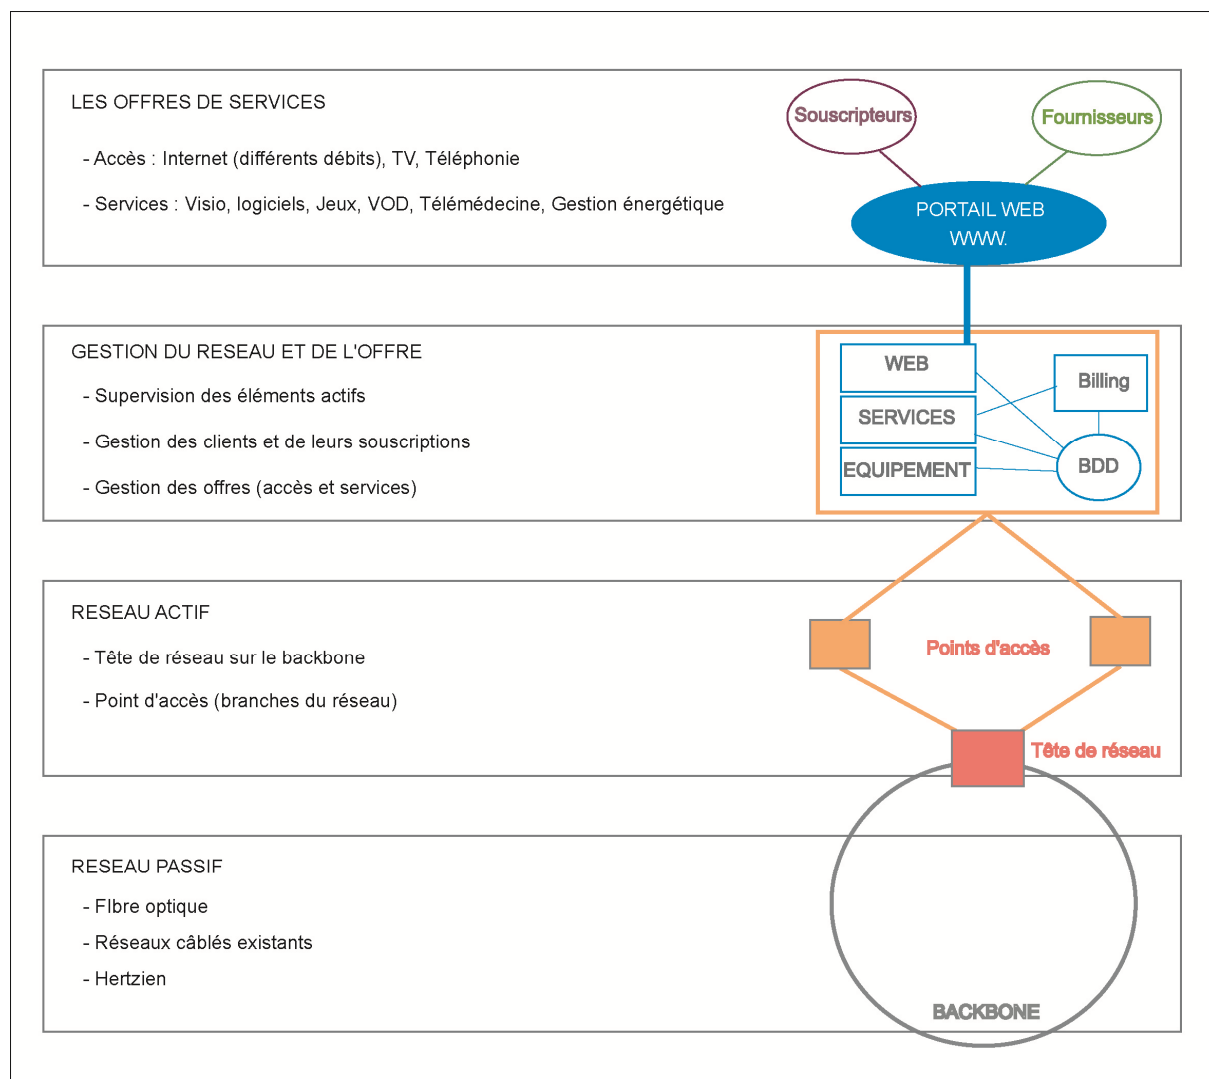 LES OFFRES DE SERVICES
- Accès : Internet (différents débits), TV, Téléphonie
- Services : Visio, logiciels, Jeux, VOD, Télémédecine, Gestion énergétique
Souscripteurs
Fournisseurs
PORTAIL WEB
WWW.
GESTION DU RESEAU ET DE L'OFFRE
- Supervision des éléments actifs
- Gestion des clients et de leurs souscriptions
- Gestion des offres (accès et services)
WEB
SERVICES
EQUIPEMENT
Billing
BDD
RESEAU ACTIF
- Tête de réseau sur le backbone
- Point d'accès (branches du réseau)
Points d'accès
Tête de réseau
RESEAU PASSIF
- FIbre optique
- Réseaux câblés existants
- Hertzien
BACKBONE